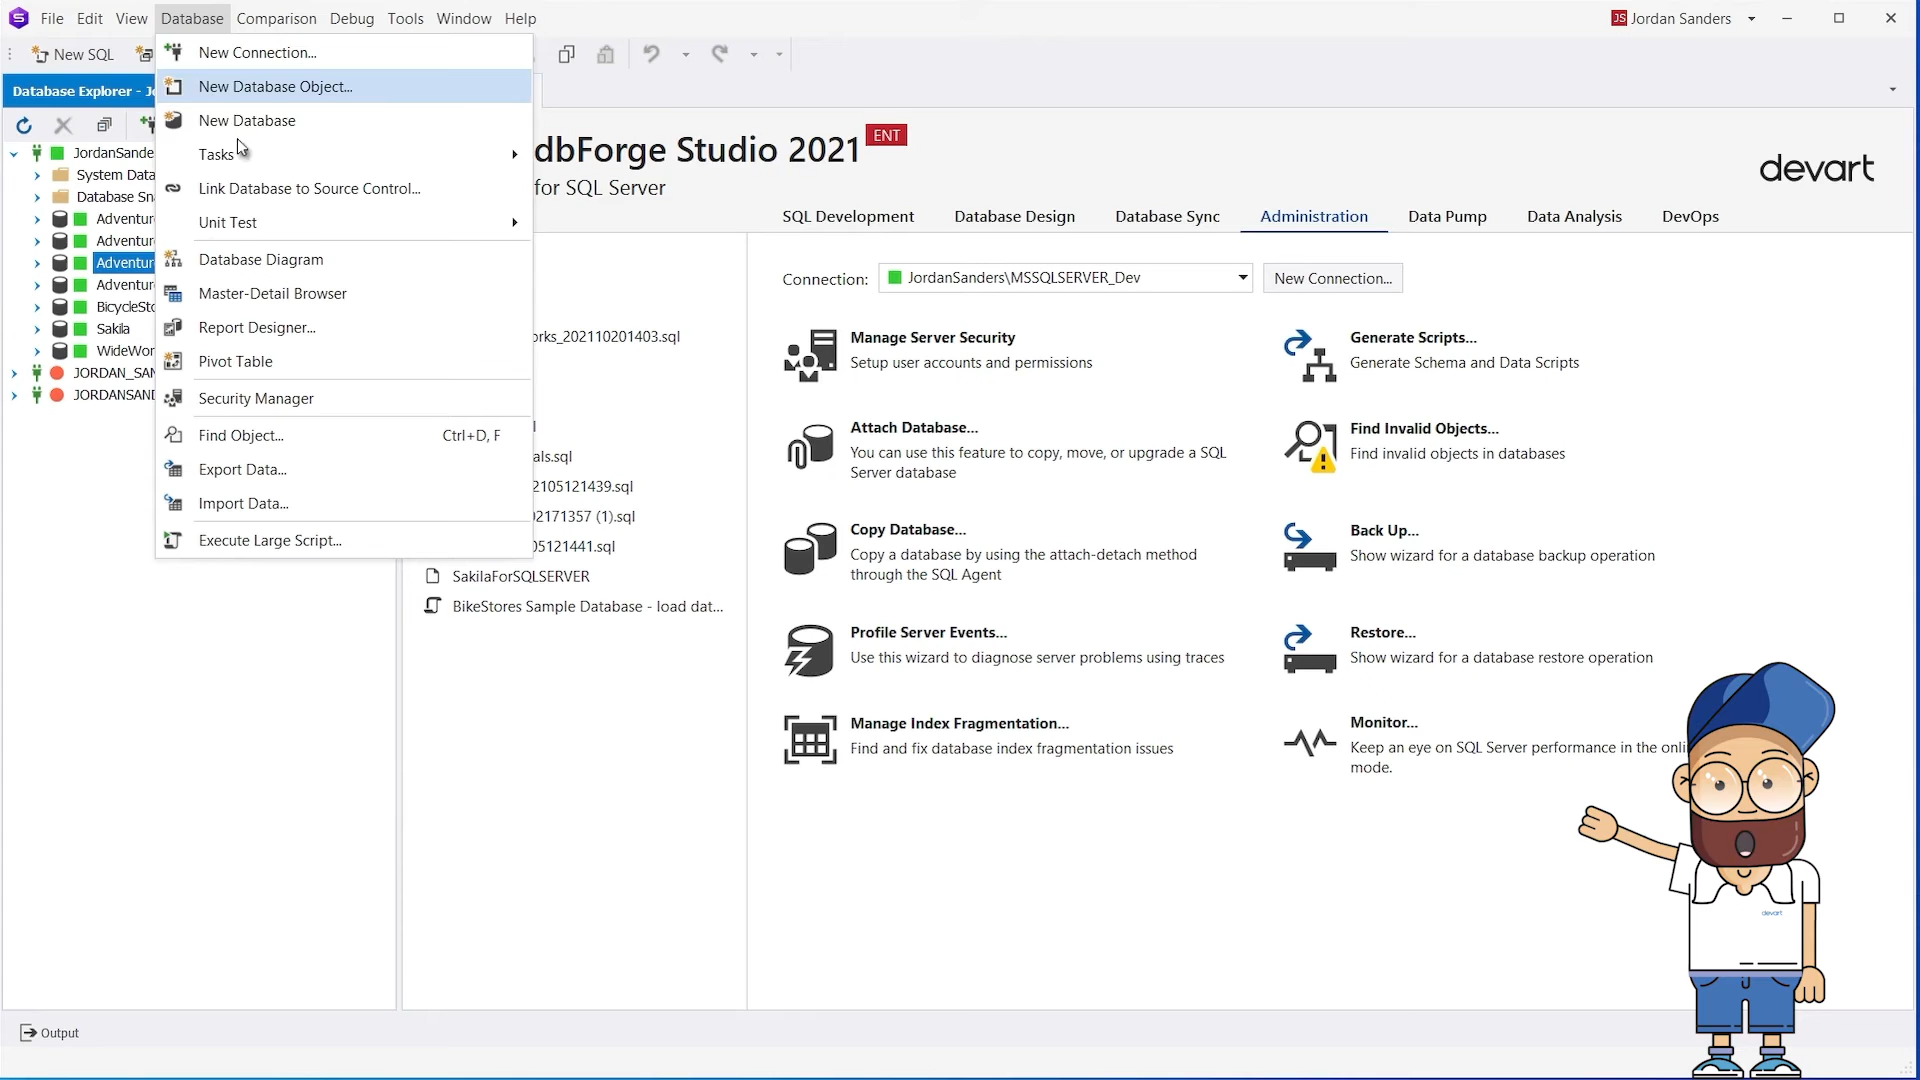 File Edit View Database Comparison Debug Tools Window Help
JS Jordan Sanders
New SQL
Database Explorer -
JordanSande
System Data
Database Sna
Adventur
Adventur
Adventur
Adventur
BicycleSto
Sakila
WideWor
JORDAN_SAN
JORDANSAND
New Connection...
New Database Object...
New Database
Tasks
Link Database to Source Control...
Unit Test
Database Diagram
Master-Detail Browser
Report Designer...
Pivot Table
Security Manager
Find Object... Ctrl+D, F
Export Data...
Import Data...
Execute Large Script...
orks_202110201403.sql
als.sql
2105121439.sql
02171357 (1).sql
05121441.sql
SakilaForSQLSERVER
BikeStores Sample Database - load dat...
dbForge Studio 2021 ENT
for SQL Server
devart
SQL Development Database Design Database Sync Administration Data Pump Data Analysis DevOps
Connection: JordanSanders\MSSQLSERVER_Dev New Connection...
Manage Server Security
Setup user accounts and permissions
Generate Scripts...
Generate Schema and Data Scripts
Attach Database...
You can use this feature to copy, move, or upgrade a SQL
Server database
Find Invalid Objects...
Find invalid objects in databases
Copy Database...
Copy a database by using the attach-detach method
through the SQL Agent
Back Up...
Show wizard for a database backup operation
Profile Server Events...
Use this wizard to diagnose server problems using traces
Restore...
Show wizard for a database restore operation
Manage Index Fragmentation...
Find and fix database index fragmentation issues
Monitor...
Keep an eye on SQL Server performance in the onli
mode.
devart
Output